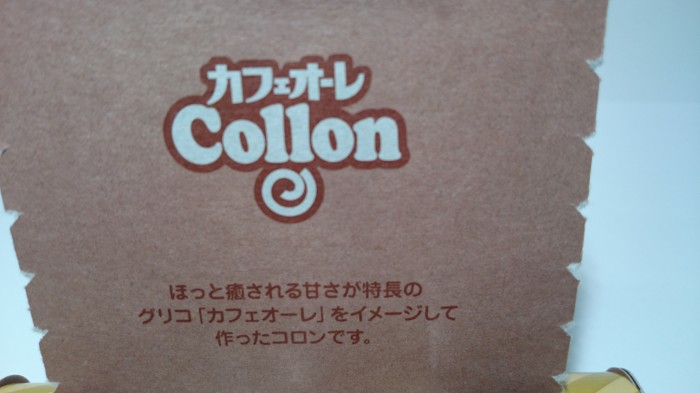 カフェオーレ
Collon
ほっと癒される甘さが特長の
グリコ「カフェオーレ」をイメージして
作ったコロンです。